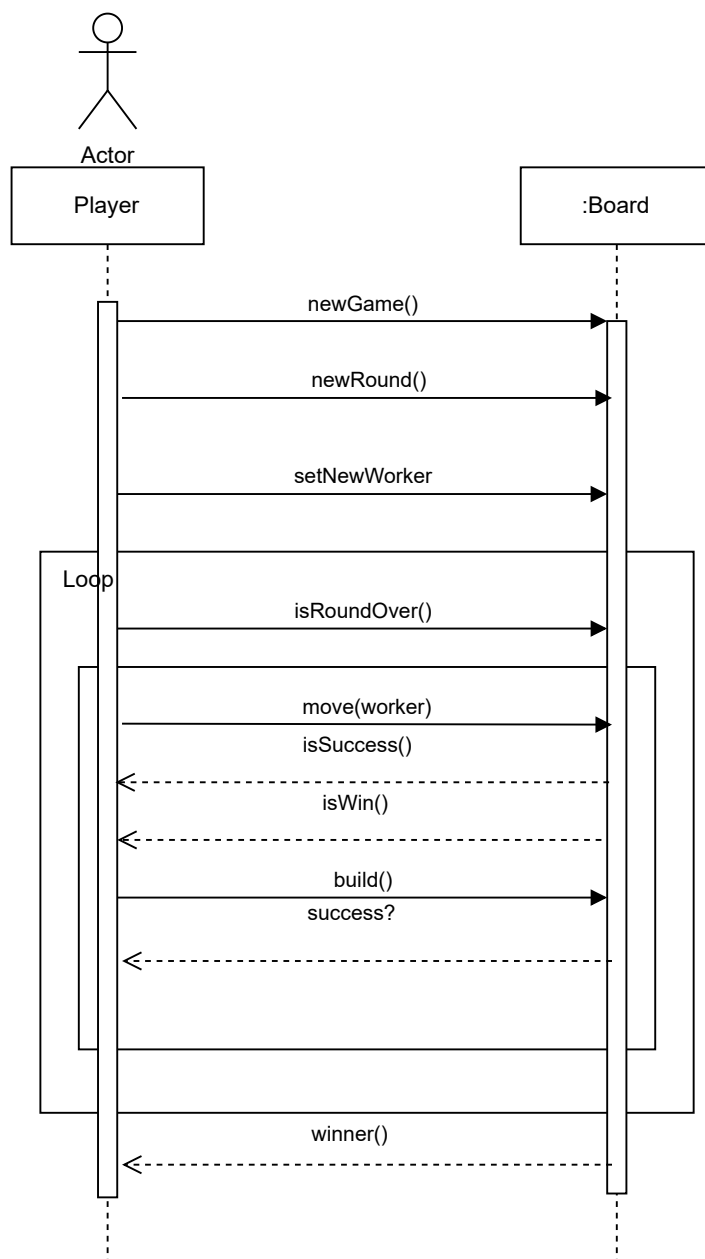 Actor
Player
:Board
newGame()
newRound()
setNewWorker
Loop
isRoundOver()
move(worker)
isSuccess()
isWin()
build()
success?
winner()